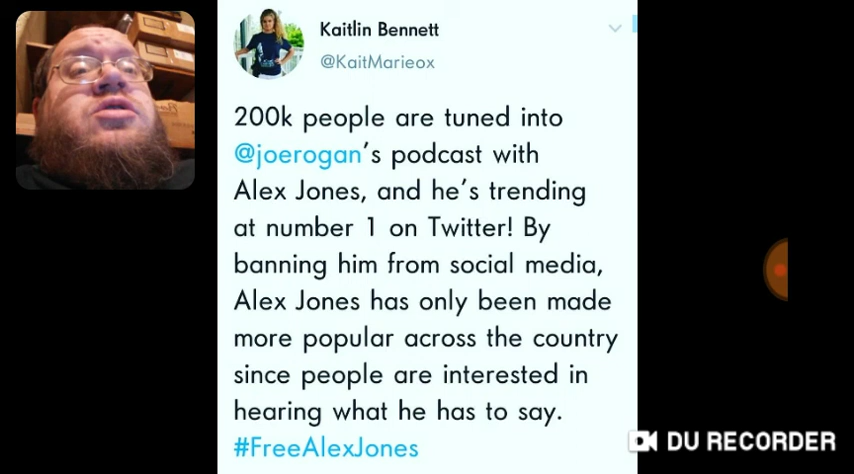 Kaitlin Bennett
@KaitMarieox
200k people are tuned into
@joerogan's podcast with
Alex Jones, and he's trending
at number 1 on Twitter! By
banning him from social media,
Alex Jones has only been made
more popular across the country
since people are interested in
hearing what he has to say.
#FreeAlexJones
DU RECORDER